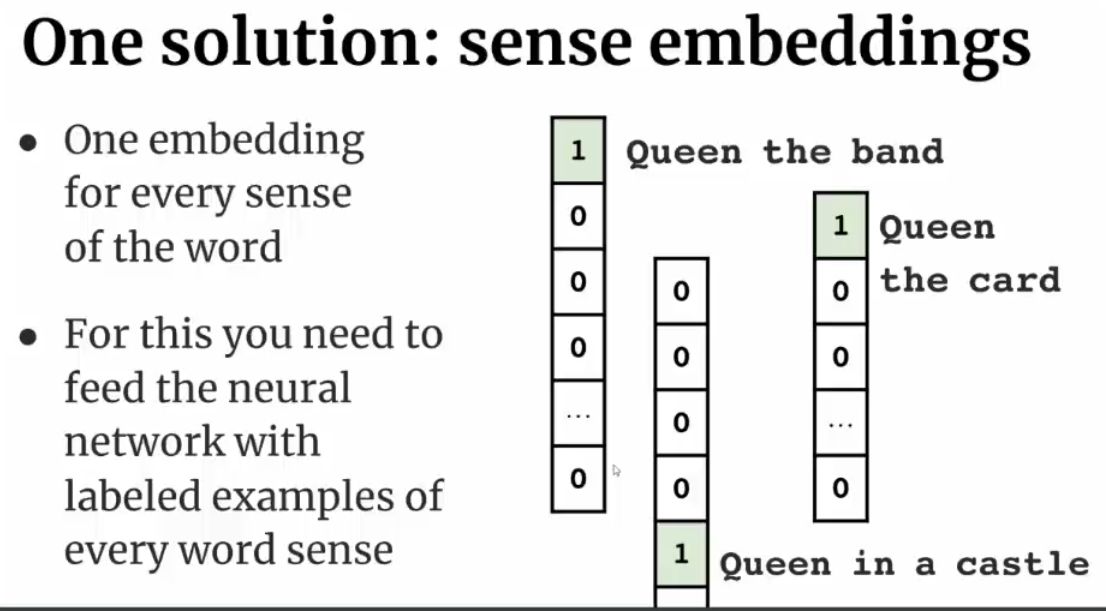 One solution: sense embeddings
● One embedding
for every sense
of the word
● For this you need to
feed the neural
network with
labeled examples of
every word sense
1 Queen the band
0
0
0
...
0
0
0
0
0
1 Queen in a castle
1 Queen
0 the card
0
...
0